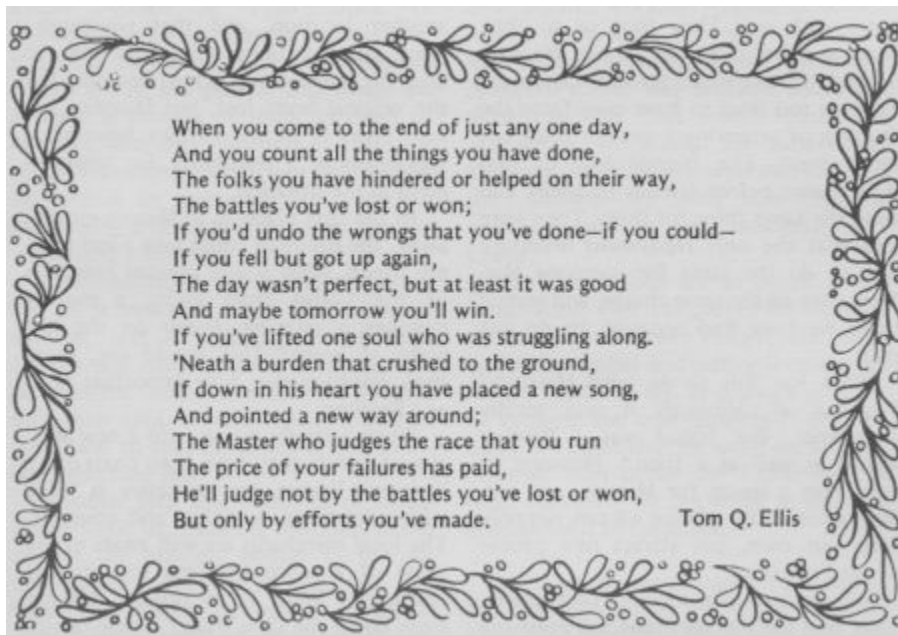 When you come to the end of just any one day,
And you count all the things you have done,
The folks you have hindered or helped on their way,
The battles you've lost or won;
If you'd undo the wrongs that you've done—if you could—
If you fell but got up again,
The day wasn't perfect, but at least it was good
And maybe tomorrow you'll win.
If you've lifted one soul who was struggling along.
'Neath a burden that crushed to the ground,
If down in his heart you have placed a new song,
And pointed a new way around;
The Master who judges the race that you run
The price of your failures has paid,
He'll judge not by the battles you've lost or won,
But only by efforts you've made. Tom Q. Ellis